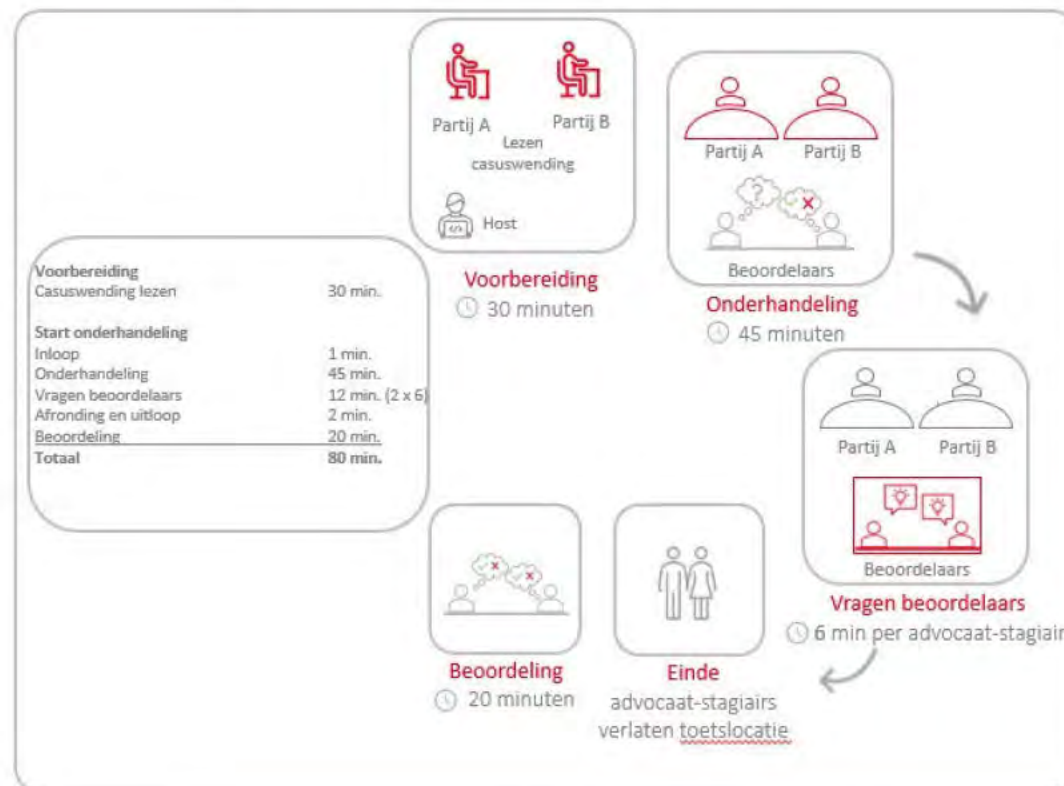 Voorbereiding
Casuswending lezen 30 min.
Start onderhandeling
Inloop 1 min.
Onderhandeling 45 min.
Vragen beoordelaars 12 min. (2 x 6)
Afronding en uitloop 2 min.
Beoordeling 20 min.
Totaal 80 min.
Partij A Partij B
Lezen
casuswending
</> Host
Voorbereiding
30 minuten
?
Partij A Partij B
Beoordelaars
Onderhandeling
45 minuten
Partij A Partij B
Beoordelaars
Vragen beoordelaars
6 min per advocaat-stagiair
Einde
advocaat-stagiairs
verlaten toetslocatie
Beoordeling
20 minuten